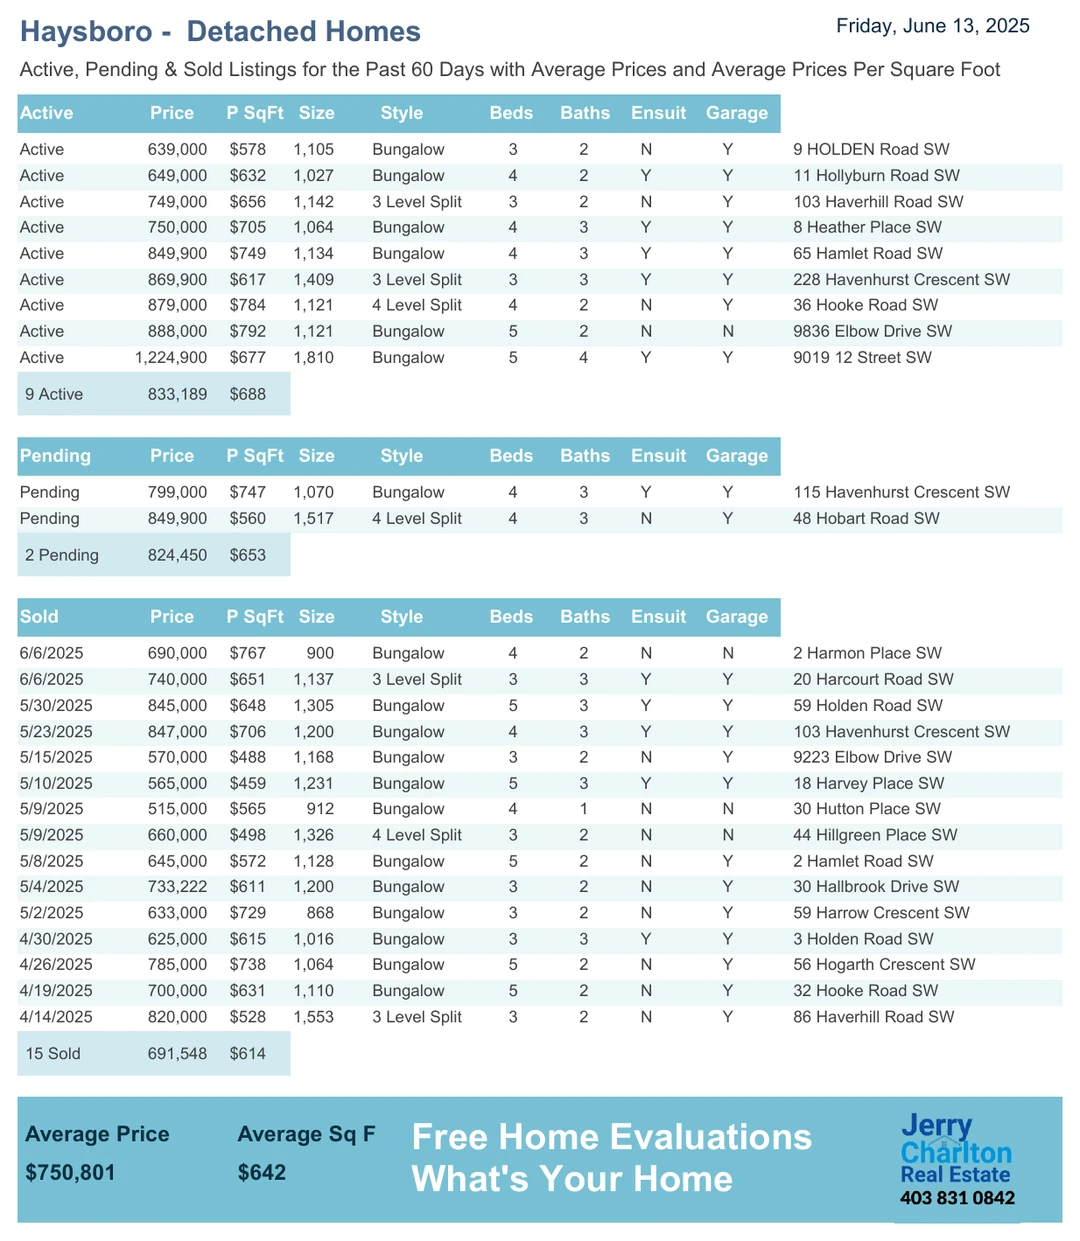 Haysboro -  Detached Homes
Friday, June 13, 2025
Active, Pending & Sold Listings for the Past 60 Days with Average Prices and Average Prices Per Square Foot
Active Price P SqFt Size Style Beds Baths Ensuit Garage
Active 639,000 $578 1,105 Bungalow 3 2 N Y 9 HOLDEN Road SW
Active 649,000 $632 1,027 Bungalow 4 2 Y Y 11 Hollyburn Road SW
Active 749,000 $656 1,142 3 Level Split 3 2 N Y 103 Haverhill Road SW
Active 750,000 $705 1,064 Bungalow 4 3 Y Y 8 Heather Place SW
Active 849,900 $749 1,134 Bungalow 4 3 Y Y 65 Hamlet Road SW
Active 869,900 $617 1,409 3 Level Split 3 3 Y Y 228 Havenhurst Crescent SW
Active 879,000 $784 1,121 4 Level Split 4 2 N Y 36 Hooke Road SW
Active 888,000 $792 1,121 Bungalow 5 2 N N 9836 Elbow Drive SW
Active 1,224,900 $677 1,810 Bungalow 5 4 Y Y 9019 12 Street SW
9 Active 833,189 $688
Pending Price P SqFt Size Style Beds Baths Ensuit Garage
Pending 799,000 $747 1,070 Bungalow 4 3 Y Y 115 Havenhurst Crescent SW
Pending 849,900 $560 1,517 4 Level Split 4 3 N Y 48 Hobart Road SW
2 Pending 824,450 $653
Sold Price P SqFt Size Style Beds Baths Ensuit Garage
6/6/2025 690,000 $767 900 Bungalow 4 2 N N 2 Harmon Place SW
6/6/2025 740,000 $651 1,137 3 Level Split 3 3 Y Y 20 Harcourt Road SW
5/30/2025 845,000 $648 1,305 Bungalow 5 3 Y Y 59 Holden Road SW
5/23/2025 847,000 $706 1,200 Bungalow 4 3 Y Y 103 Havenhurst Crescent SW
5/15/2025 570,000 $488 1,168 Bungalow 3 2 N Y 9223 Elbow Drive SW
5/10/2025 565,000 $459 1,231 Bungalow 5 3 Y Y 18 Harvey Place SW
5/9/2025 515,000 $565 912 Bungalow 4 1 N N 30 Hutton Place SW
5/9/2025 660,000 $498 1,326 4 Level Split 3 2 N N 44 Hillgreen Place SW
5/8/2025 645,000 $572 1,128 Bungalow 5 2 N Y 2 Hamlet Road SW
5/4/2025 733,222 $611 1,200 Bungalow 3 2 N Y 30 Hallbrook Drive SW
5/2/2025 633,000 $729 868 Bungalow 3 2 N Y 59 Harrow Crescent SW
4/30/2025 625,000 $615 1,016 Bungalow 3 3 Y Y 3 Holden Road SW
4/26/2025 785,000 $738 1,064 Bungalow 5 2 N Y 56 Hogarth Crescent SW
4/19/2025 700,000 $631 1,110 Bungalow 5 2 N Y 32 Hooke Road SW
4/14/2025 820,000 $528 1,553 3 Level Split 3 2 N Y 86 Haverhill Road SW
15 Sold 691,548 $614
Average Price Average Sq F
$750,801 $642
Free Home Evaluations
What's Your Home
Jerry
Charlton
Real Estate
403 831 0842